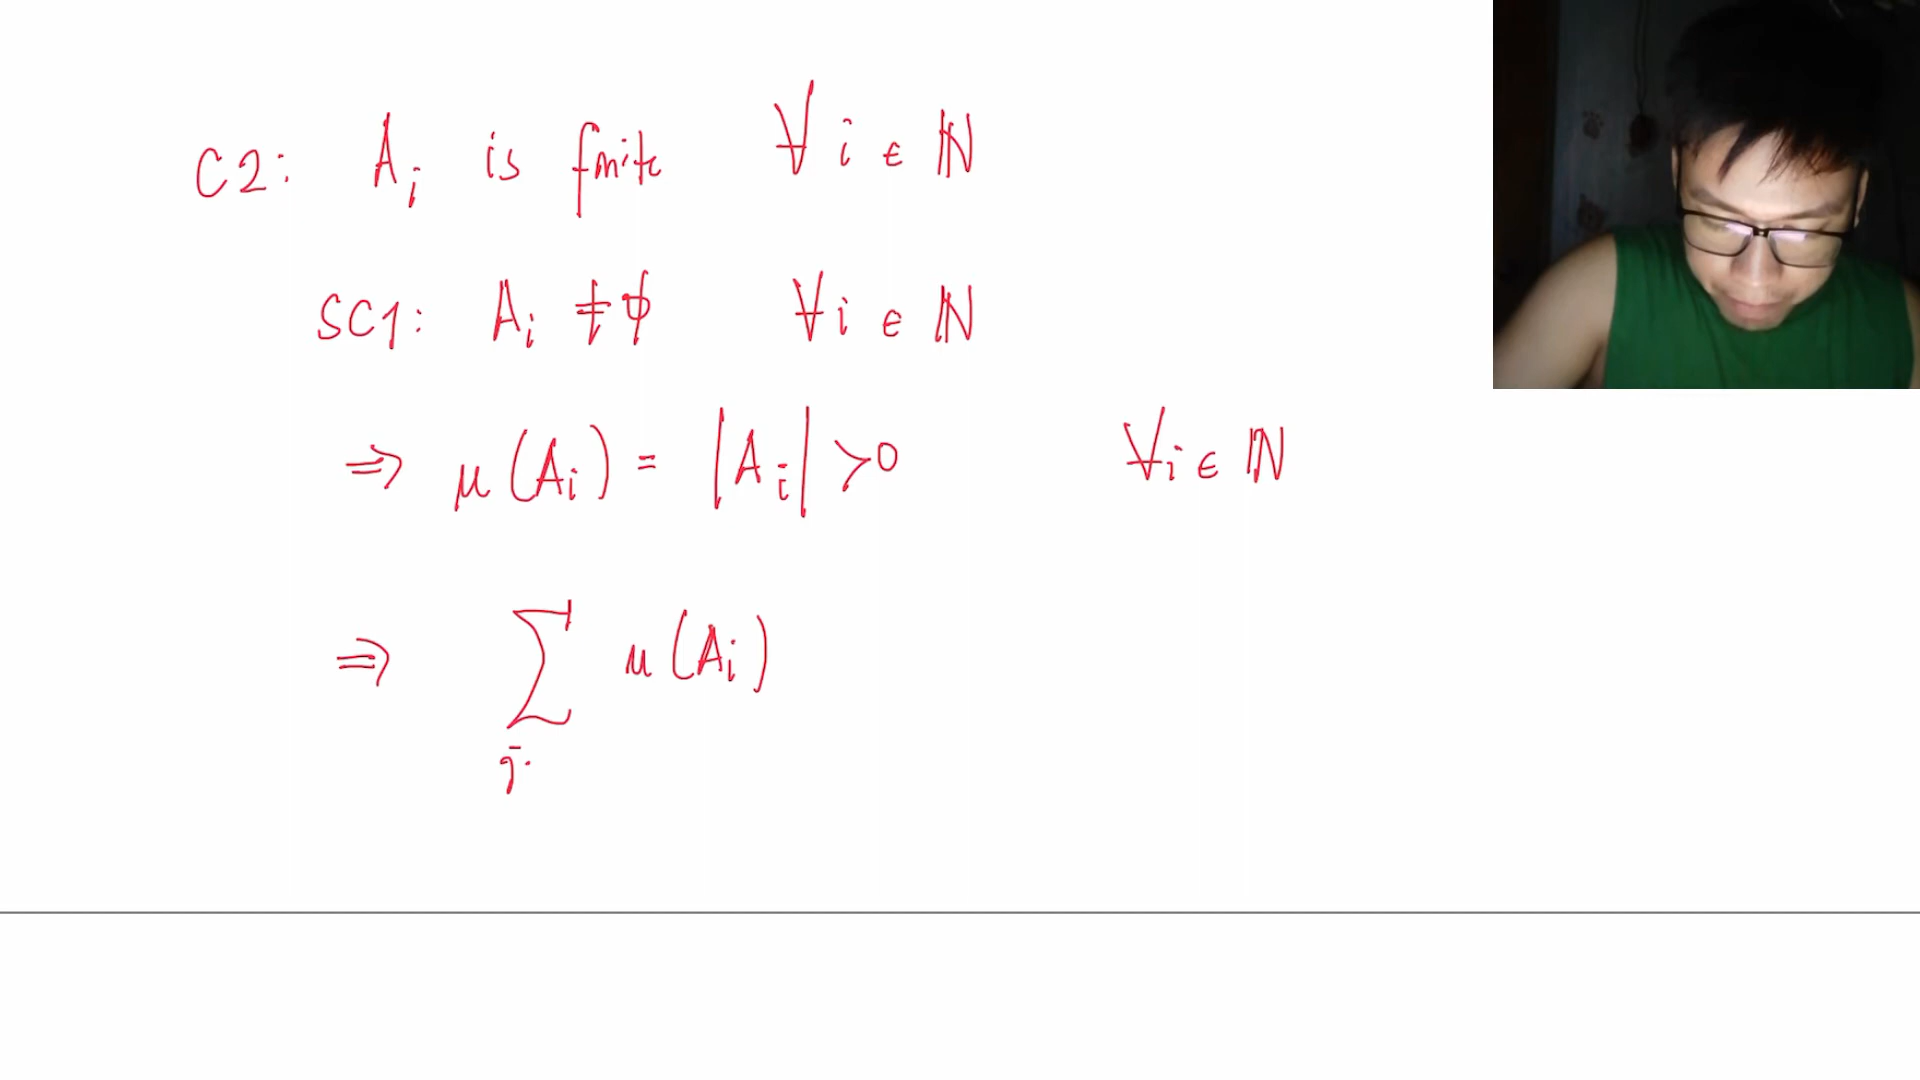 C2: A_i is finite ∀ i ∈ ℕ
SC1: A_i ≠ ∅ ∀ i ∈ ℕ
⇒ μ(A_i) = |A_i| > 0 ∀ i ∈ ℕ
⇒ ∑ μ(A_i)